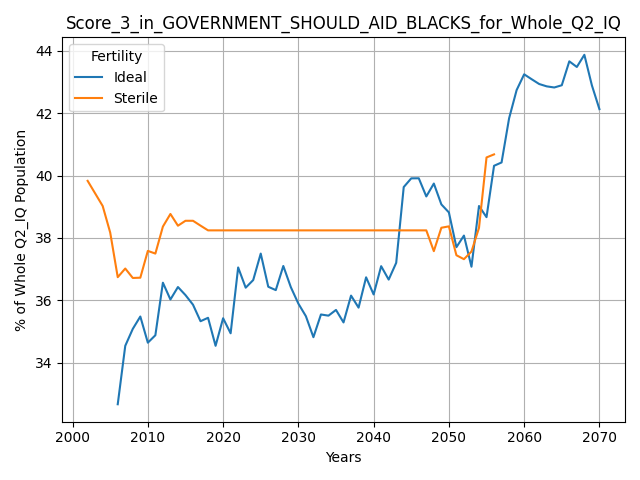 Score_3_in_GOVERNMENT_SHOULD_AID_BLACKS_for_Whole_Q2_IQ
Fertility
Ideal
Sterile
% of Whole Q2_IQ Population
44
42
40
38
36
34
2000 2010 2020 2030 2040 2050 2060 2070
Years